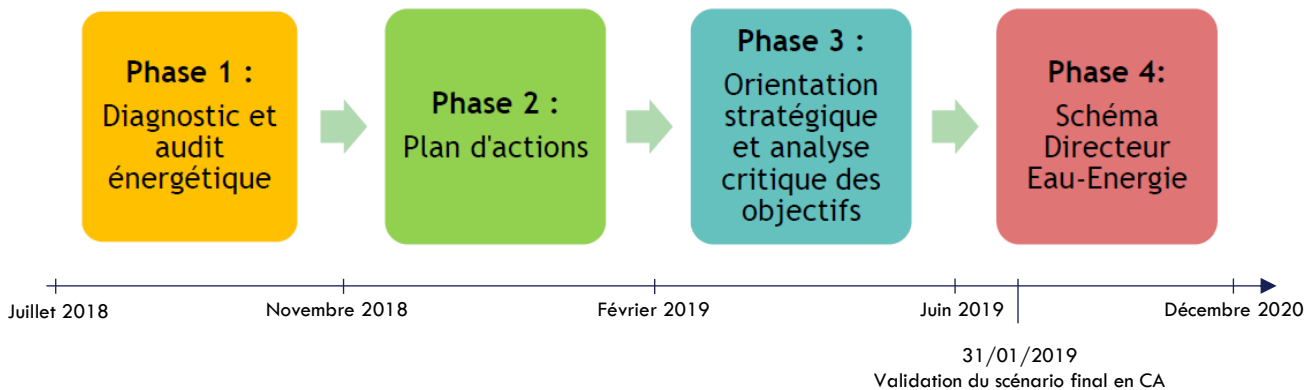 Phase 1 :
Diagnostic et
audit
énergétique
Phase 2 :
Plan d'actions
Phase 3 :
Orientation
stratégique
et analyse
critique des
objectifs
Phase 4:
Schéma
Directeur
Eau-Energie
Juillet 2018
Novembre 2018
Février 2019
Juin 2019
Décembre 2020
31/01/2019
Validation du scénario final en CA